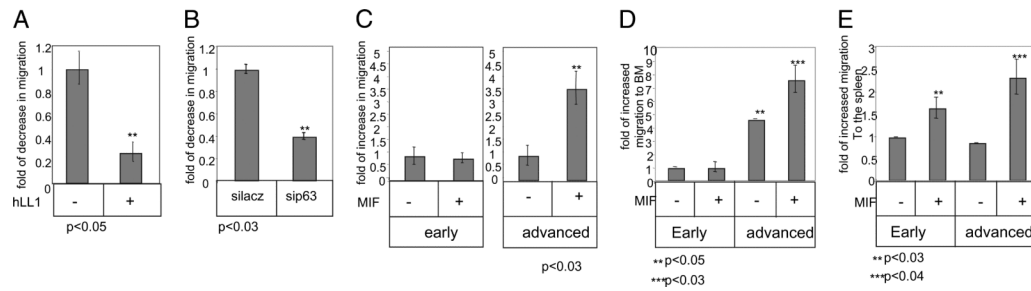 A
fold of decrease in migration
1.2
1
0.8
0.6
0.4
0.2
0
**
hLL1
-
+
p<0.05
B
fold of decrease in migration
1.2
1
0.8
0.6
0.4
0.2
0
**
silacz
sip63
p<0.03
C
fold of increase in migration
5
4.5
4
3.5
3
2.5
2
1.5
1
0.5
0
5
4.5
4
3.5
3
2.5
2
1.5
1
0.5
0
**
MIF
-
+
-
+
early
advanced
p<0.03
D
fold of increased
migration to BM
10
9
8
7
6
5
4
3
2
1
0
**
***
MIF
-
+
-
+
Early
advanced
**p<0.05
***p<0.03
E
fold of increased migration
To the spleen
3
2.5
2
1.5
1
0.5
0
**
***
MIF
-
+
-
+
Early
advanced
**p<0.03
***p<0.04